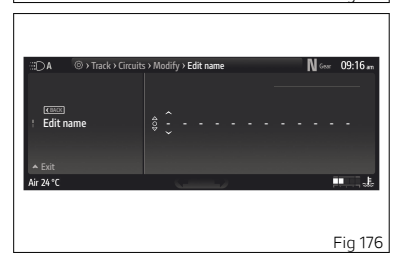 A Track › Circuits › Modify › Edit name N Gear 09:16 am
BACK
Edit name
- - - - - - - - - - - -
Exit
Air 24 °C
Fig 176